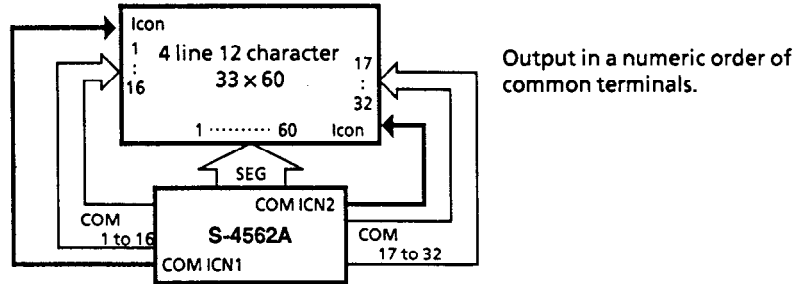 Icon
1
:
16
4 line 12 character
33 × 60
17
:
32
1 ·········· 60
Icon
Output in a numeric order of
common terminals.
SEG
COM ICN2
S-4562A
COM
1 to 16
COM ICN1
COM
17 to 32